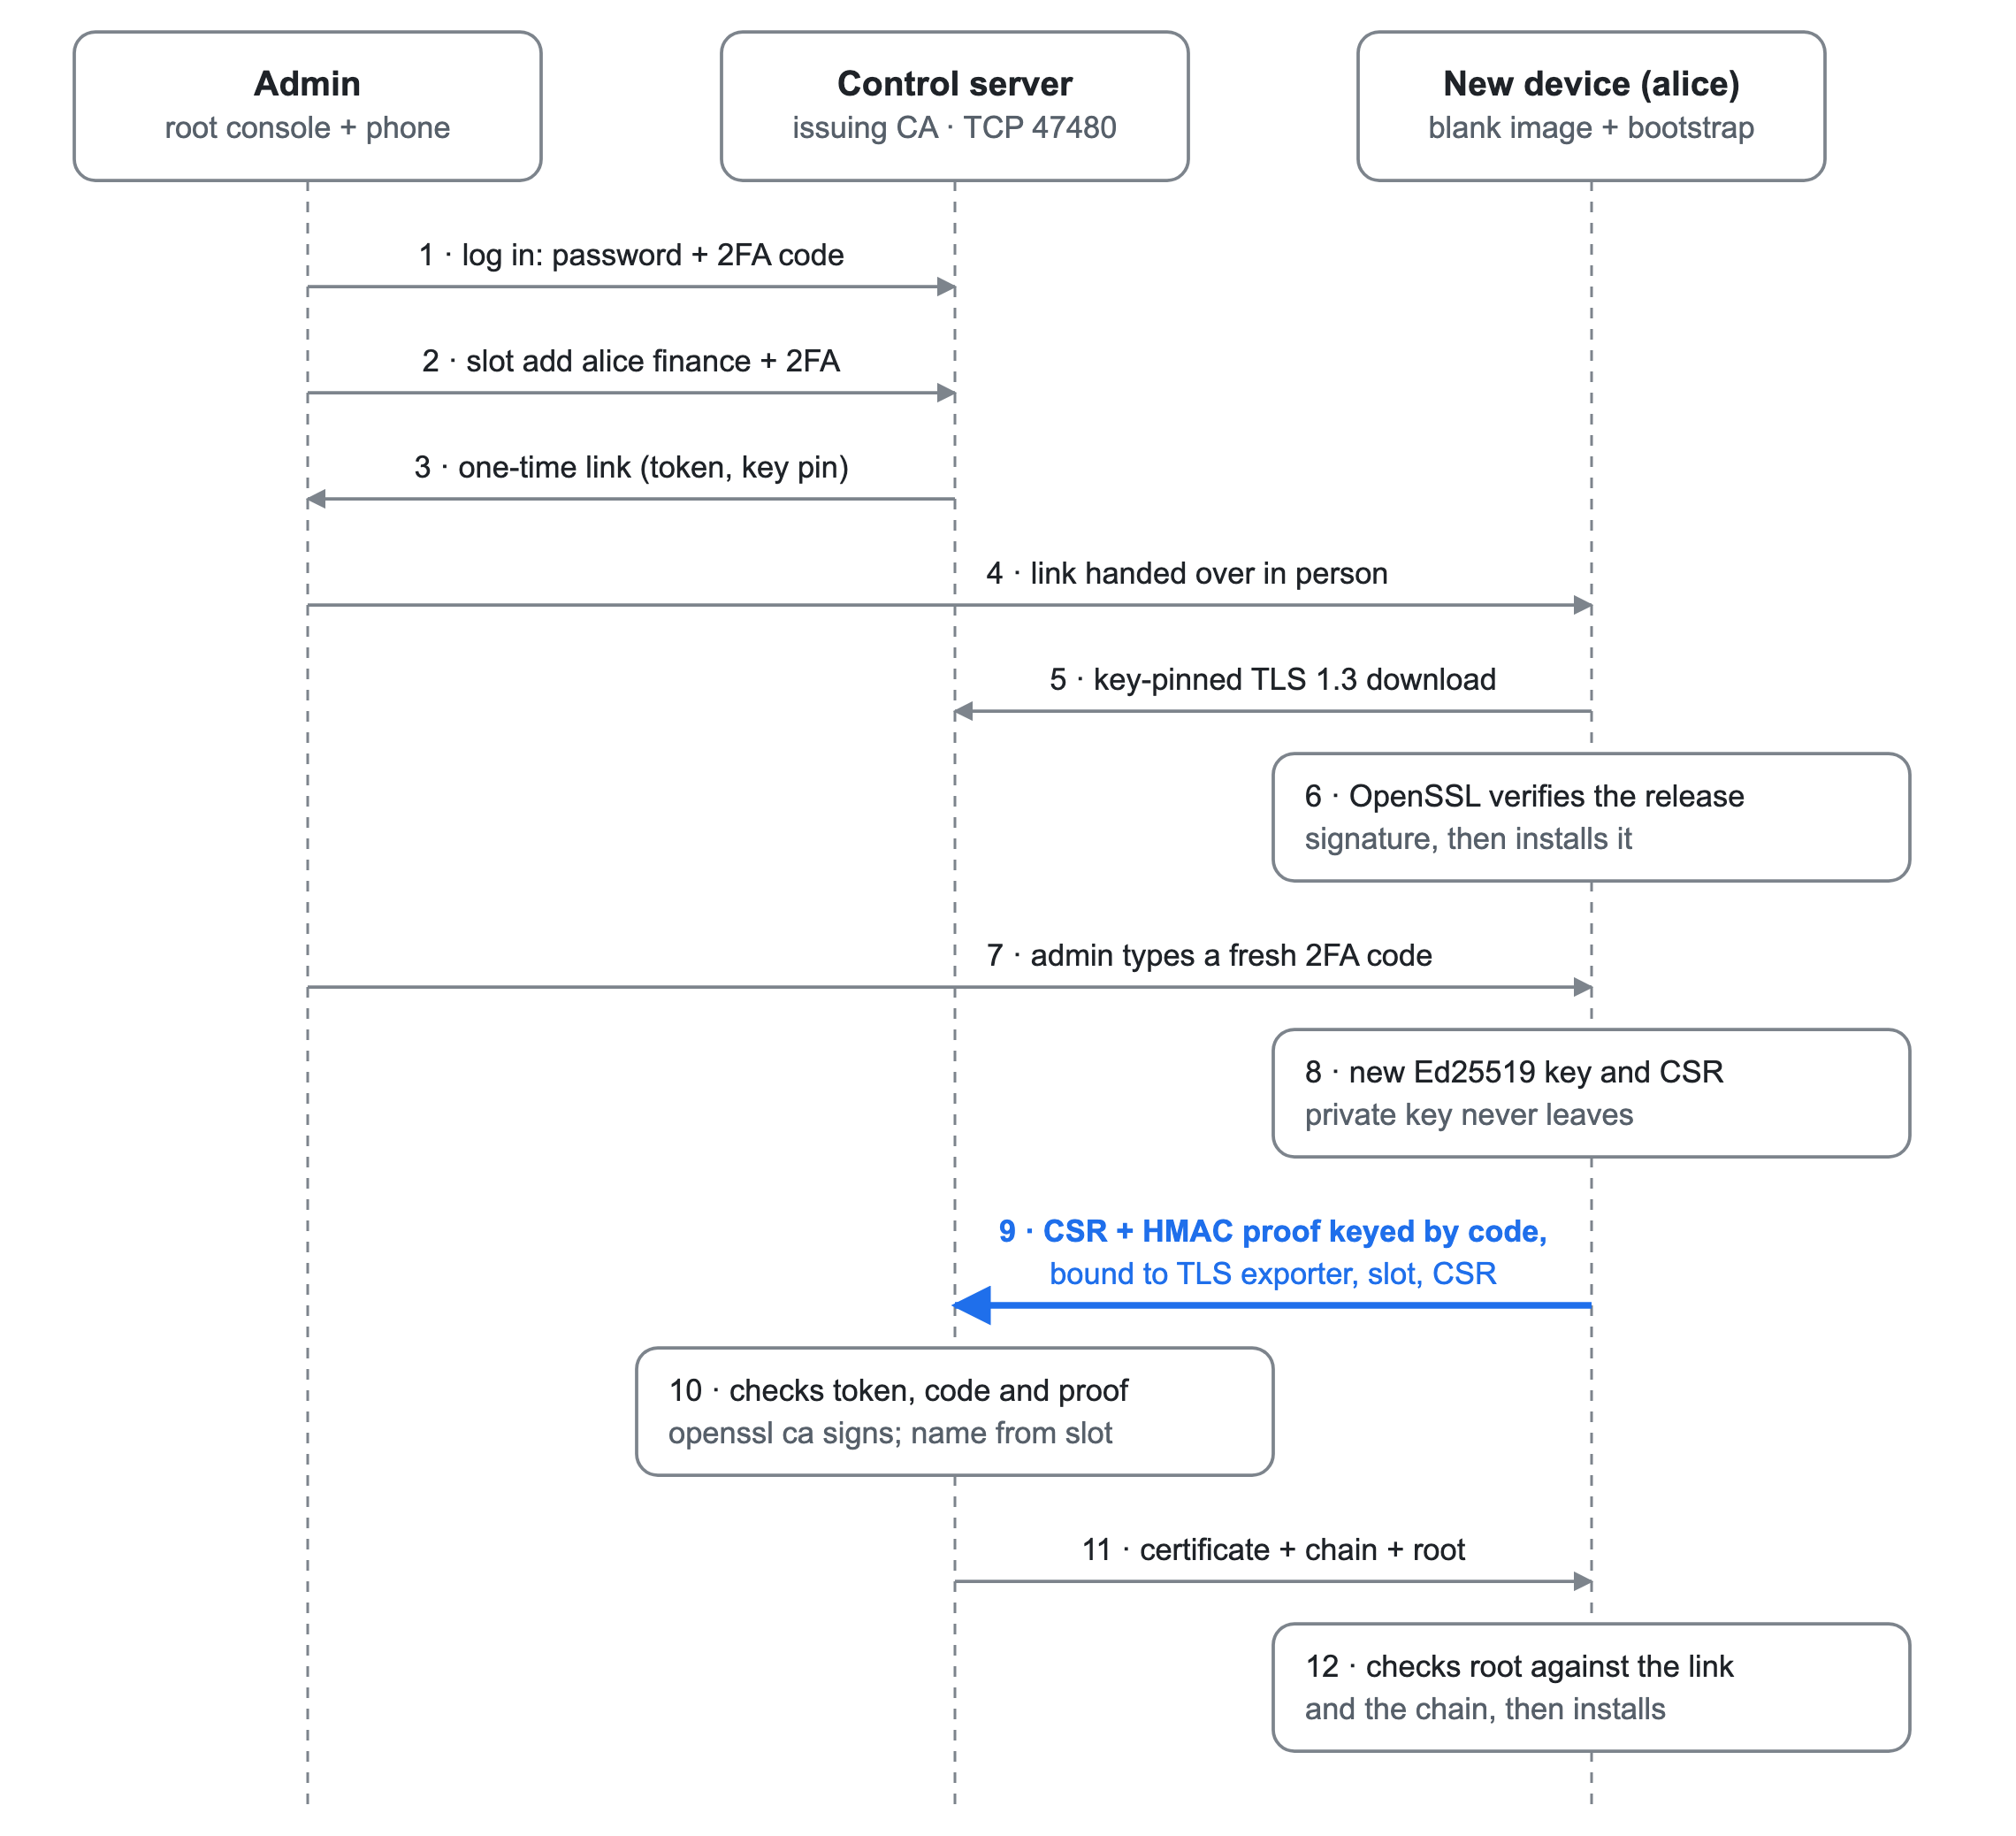 Admin
root console + phone
Control server
issuing CA · TCP 47480
New device (alice)
blank image + bootstrap
1 · log in: password + 2FA code
2 · slot add alice finance + 2FA
3 · one-time link (token, key pin)
4 · link handed over in person
5 · key-pinned TLS 1.3 download
6 · OpenSSL verifies the release
signature, then installs it
7 · admin types a fresh 2FA code
8 · new Ed25519 key and CSR
private key never leaves
9 · CSR + HMAC proof keyed by code,
bound to TLS exporter, slot, CSR
10 · checks token, code and proof
openssl ca signs; name from slot
11 · certificate + chain + root
12 · checks root against the link
and the chain, then installs